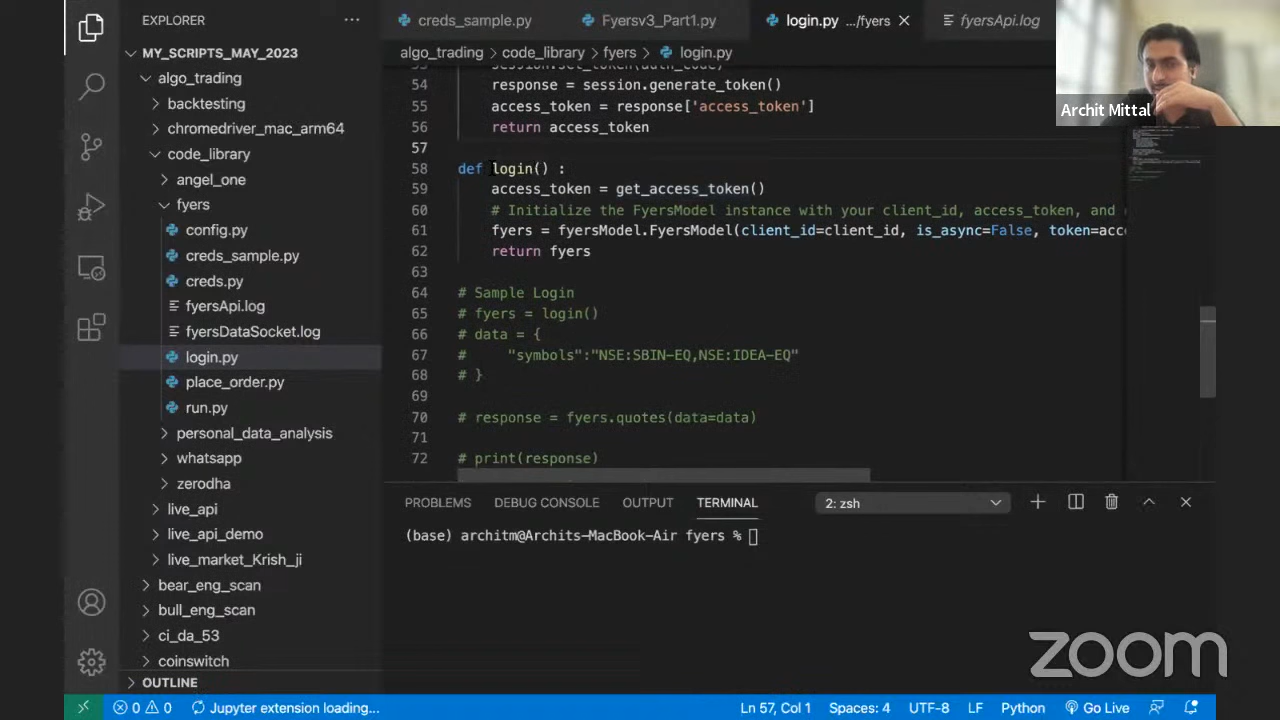 EXPLORER
creds_sample.py
Fyersv3_Part1.py
login.py .../fyers
fyersApi.log
MY_SCRIPTS_MAY_2023
algo_trading
backtesting
chromedriver_mac_arm64
code_library
angel_one
fyers
config.py
creds_sample.py
creds.py
fyersApi.log
fyersDataSocket.log
login.py
place_order.py
run.py
personal_data_analysis
whatsapp
zerodha
live_api
live_api_demo
live_market_Krish_ji
bear_eng_scan
bull_eng_scan
ci_da_53
coinswitch
OUTLINE
algo_trading > code_library > fyers > login.py
54 response = session.generate_token()
55 access_token = response['access_token']
56 return access_token
57
58 def login() :
59 access_token = get_access_token()
60 # Initialize the FyersModel instance with your client_id, access_token, and
61 fyers = fyersModel.FyersModel(client_id=client_id, is_async=False, token=acce
62 return fyers
63
64 # Sample Login
65 # fyers = login()
66 # data = {
67 # "symbols":"NSE:SBIN-EQ,NSE:IDEA-EQ"
68 # }
69
70 # response = fyers.quotes(data=data)
71
72 # print(response)
Archit Mittal
PROBLEMS DEBUG CONSOLE OUTPUT TERMINAL
2: zsh
(base) architm@Archits-MacBook-Air fyers %
zoom
0 0 Jupyter extension loading...
Ln 57, Col 1 Spaces: 4 UTF-8 LF Python Go Live